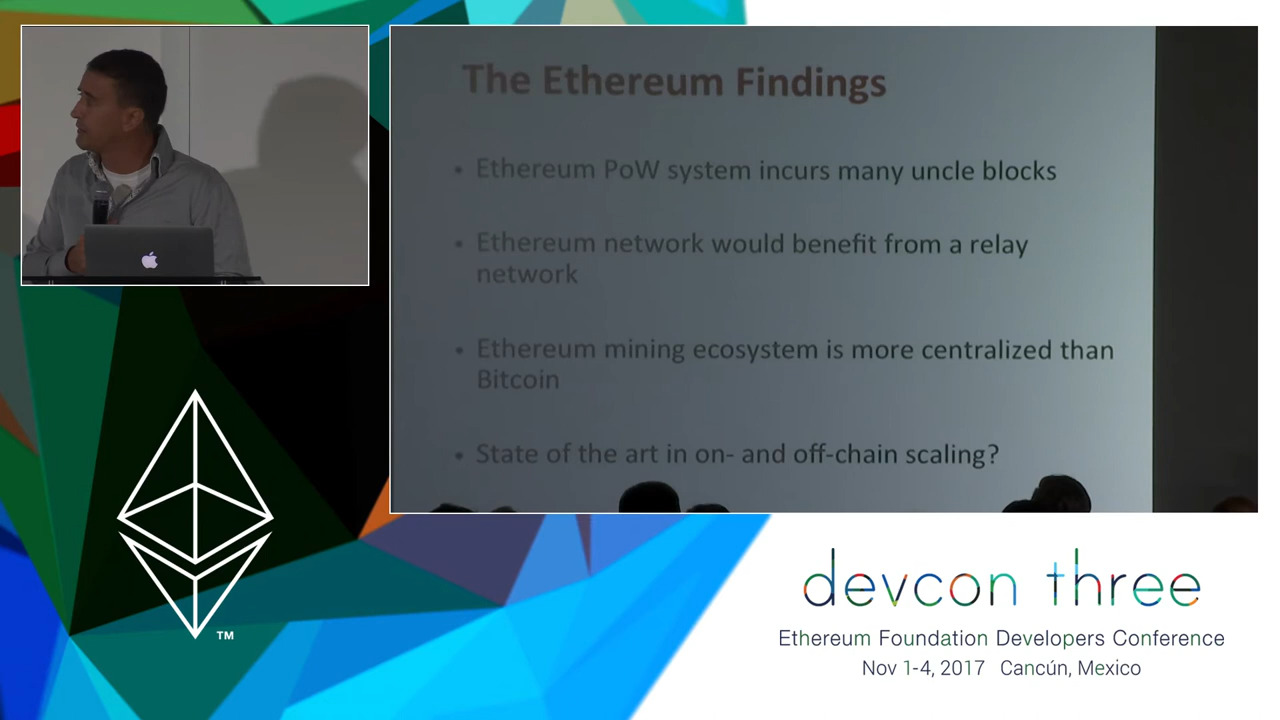 The Ethereum Findings
• Ethereum PoW system incurs many uncle blocks
• Ethereum network would benefit from a relay
network
• Ethereum mining ecosystem is more centralized than
Bitcoin
• State of the art in on- and off-chain scaling?
TM
devcon three
Ethereum Foundation Developers Conference
Nov 1-4, 2017 Cancún, Mexico